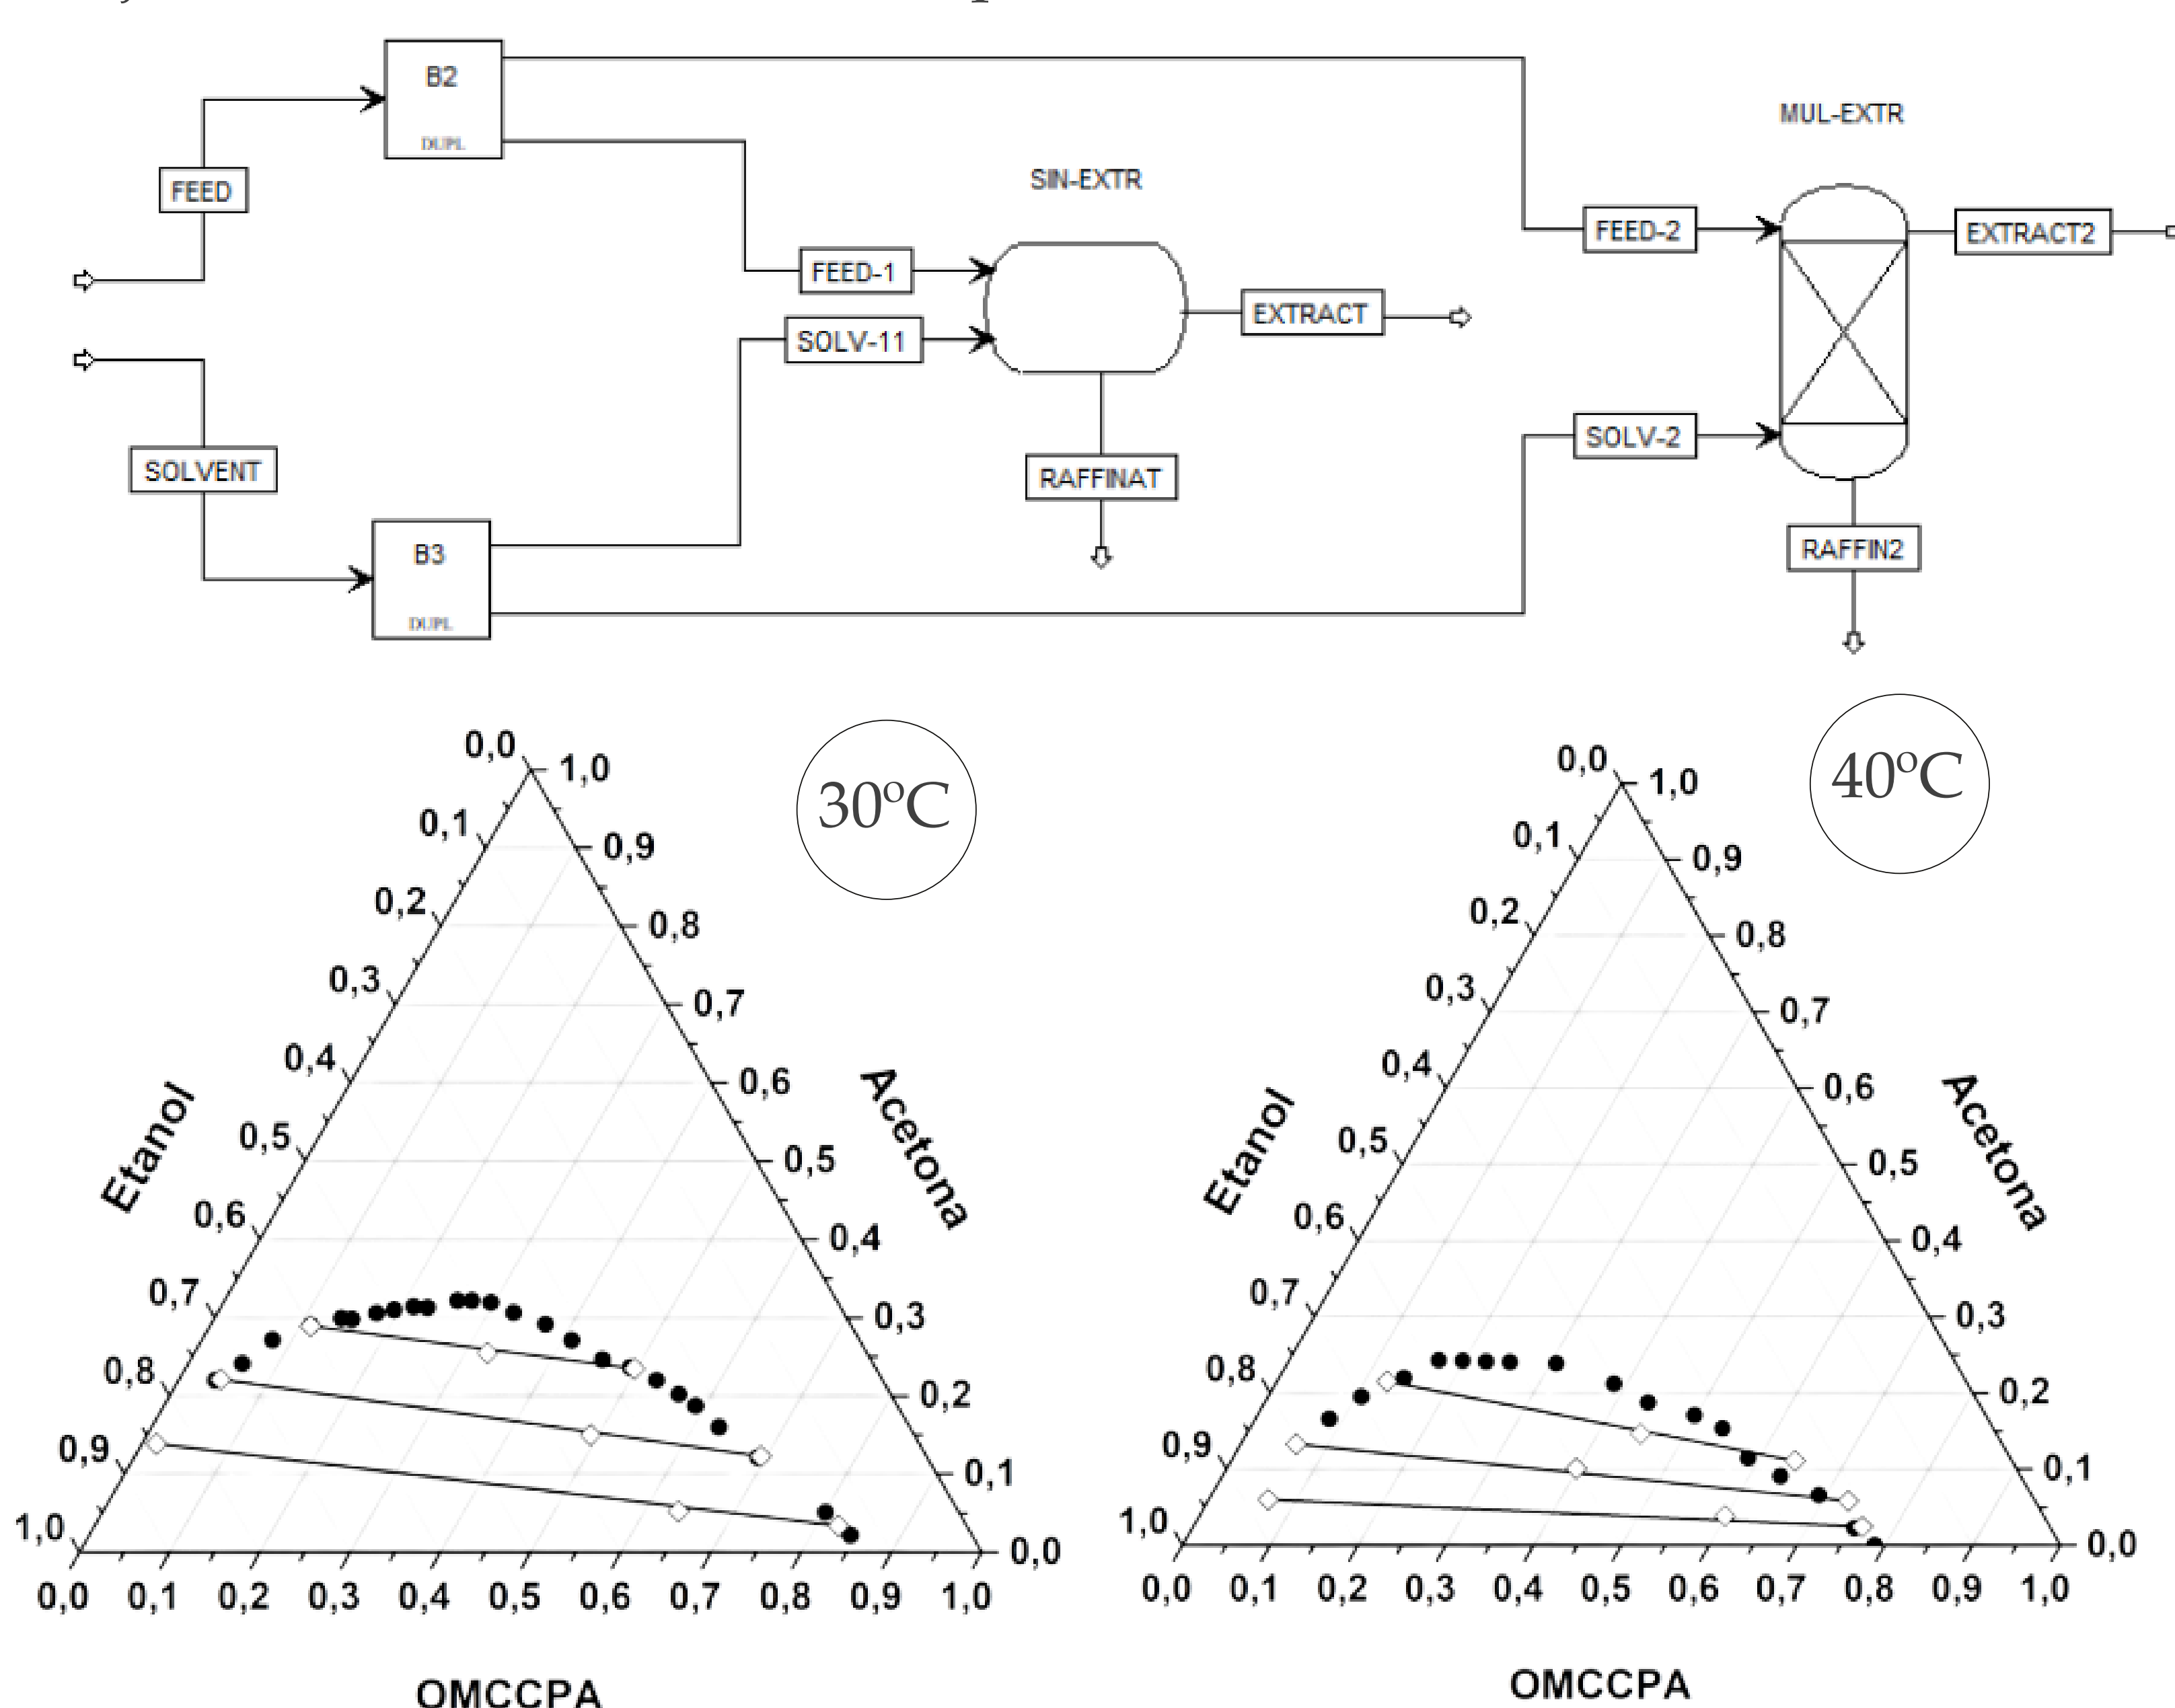 B2
DUPL
MUL-EXTR
FEED
SIN-EXTR
FEED-2
EXTRACT2
FEED-1
EXTRACT
SOLV-11
SOLV-2
SOLVENT
RAFFINAT
B3
DUPL
RAFFIN2
30ºC
0,0
0,1
0,2
0,3
0,4
0,5
0,6
0,7
0,8
0,9
1,0
Etanol
1,0
0,9
0,8
0,7
0,6
0,5
0,4
0,3
0,2
0,1
0,0
Acetona
0,0 0,1 0,2 0,3 0,4 0,5 0,6 0,7 0,8 0,9 1,0
OMCCPA
40ºC
0,0
0,1
0,2
0,3
0,4
0,5
0,6
0,7
0,8
0,9
1,0
Etanol
1,0
0,9
0,8
0,7
0,6
0,5
0,4
0,3
0,2
0,1
0,0
Acetona
0,0 0,1 0,2 0,3 0,4 0,5 0,6 0,7 0,8 0,9 1,0
OMCCPA